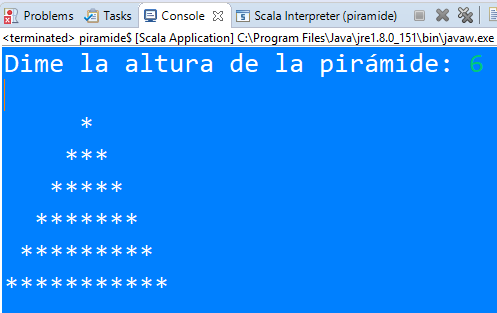 Problems Tasks Console Scala Interpreter (piramide)
<terminated> piramide$ [Scala Application] C:\Program Files\Java\jre1.8.0_151\bin\javaw.exe
Dime la altura de la pirámide: 6
     *
    ***
   *****
  *******
 *********
***********